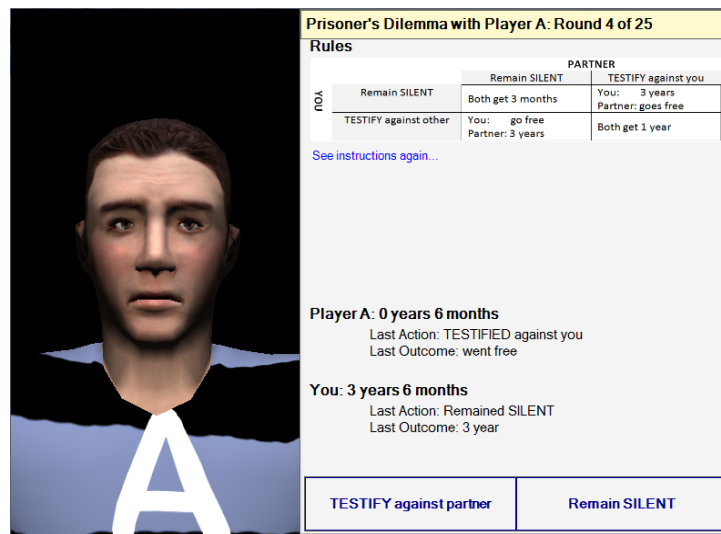 Prisoner's Dilemma with Player A: Round 4 of 25
Rules
PARTNER
Remain SILENT TESTIFY against you
YOU
Remain SILENT Both get 3 months You: 3 years
Partner: goes free
TESTIFY against other You: go free
Partner: 3 years Both get 1 year
See instructions again...
Player A: 0 years 6 months
Last Action: TESTIFIED against you
Last Outcome: went free
You: 3 years 6 months
Last Action: Remained SILENT
Last Outcome: 3 year
TESTIFY against partner Remain SILENT
A